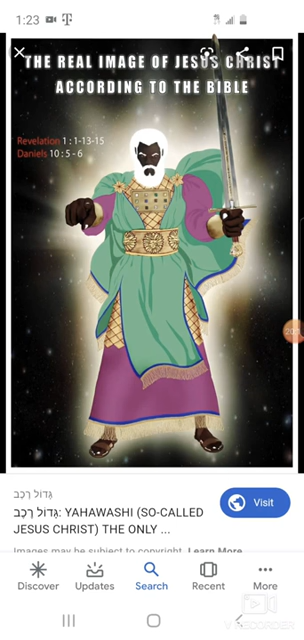 1:23
THE REAL IMAGE OF JESUS CHRIST
ACCORDING TO THE BIBLE
Revelation 1 : 1-13-15
Daniels 10 : 5 - 6
גָּדוֹל רֶכֶב
גָּדוֹל רֶכֶב: YAHAWASHI (SO-CALLED
JESUS CHRIST) THE ONLY ...
Visit
Images may be subject to copyright. Learn More
Discover Updates Search Recent More